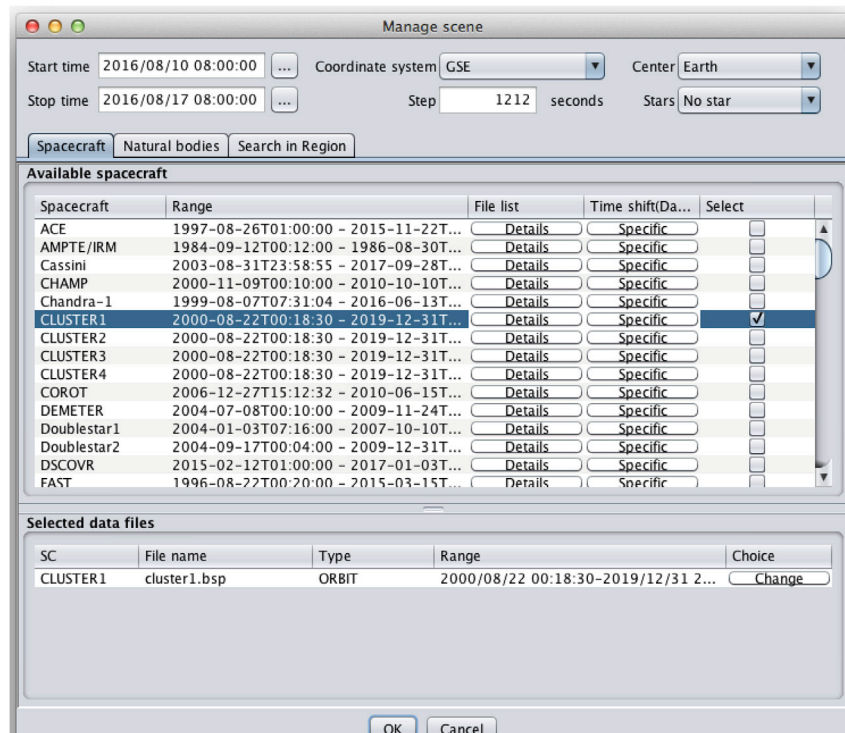 Manage scene
Start time 2016/08/10 08:00:00 ... Coordinate system GSE Center Earth
Stop time 2016/08/17 08:00:00 ... Step 1212 seconds Stars No star
Spacecraft Natural bodies Search in Region
Available spacecraft
Spacecraft Range File list Time shift(Da... Select
ACE 1997-08-26T01:00:00 - 2015-11-22T... Details Specific
AMPTE/IRM 1984-09-12T00:12:00 - 1986-08-30T... Details Specific
Cassini 2003-08-31T23:58:55 - 2017-09-28T... Details Specific
CHAMP 2000-11-09T00:10:00 - 2010-10-10T... Details Specific
Chandra-1 1999-08-07T07:31:04 - 2016-06-13T... Details Specific
CLUSTER1 2000-08-22T00:18:30 - 2019-12-31T... Details Specific
CLUSTER2 2000-08-22T00:18:30 - 2019-12-31T... Details Specific
CLUSTER3 2000-08-22T00:18:30 - 2019-12-31T... Details Specific
CLUSTER4 2000-08-22T00:18:30 - 2019-12-31T... Details Specific
COROT 2006-12-27T15:12:32 - 2010-06-15T... Details Specific
DEMETER 2004-07-08T00:10:00 - 2009-11-24T... Details Specific
Doublestar1 2004-01-03T07:16:00 - 2007-10-10T... Details Specific
Doublestar2 2004-09-17T00:04:00 - 2009-12-31T... Details Specific
DSCOVR 2015-02-12T01:00:00 - 2017-01-03T... Details Specific
FAST 1996-08-22T00:20:00 - 2015-03-15T... Details Specific
Selected data files
SC File name Type Range Choice
CLUSTER1 cluster1.bsp ORBIT 2000/08/22 00:18:30-2019/12/31 2... Change
OK Cancel